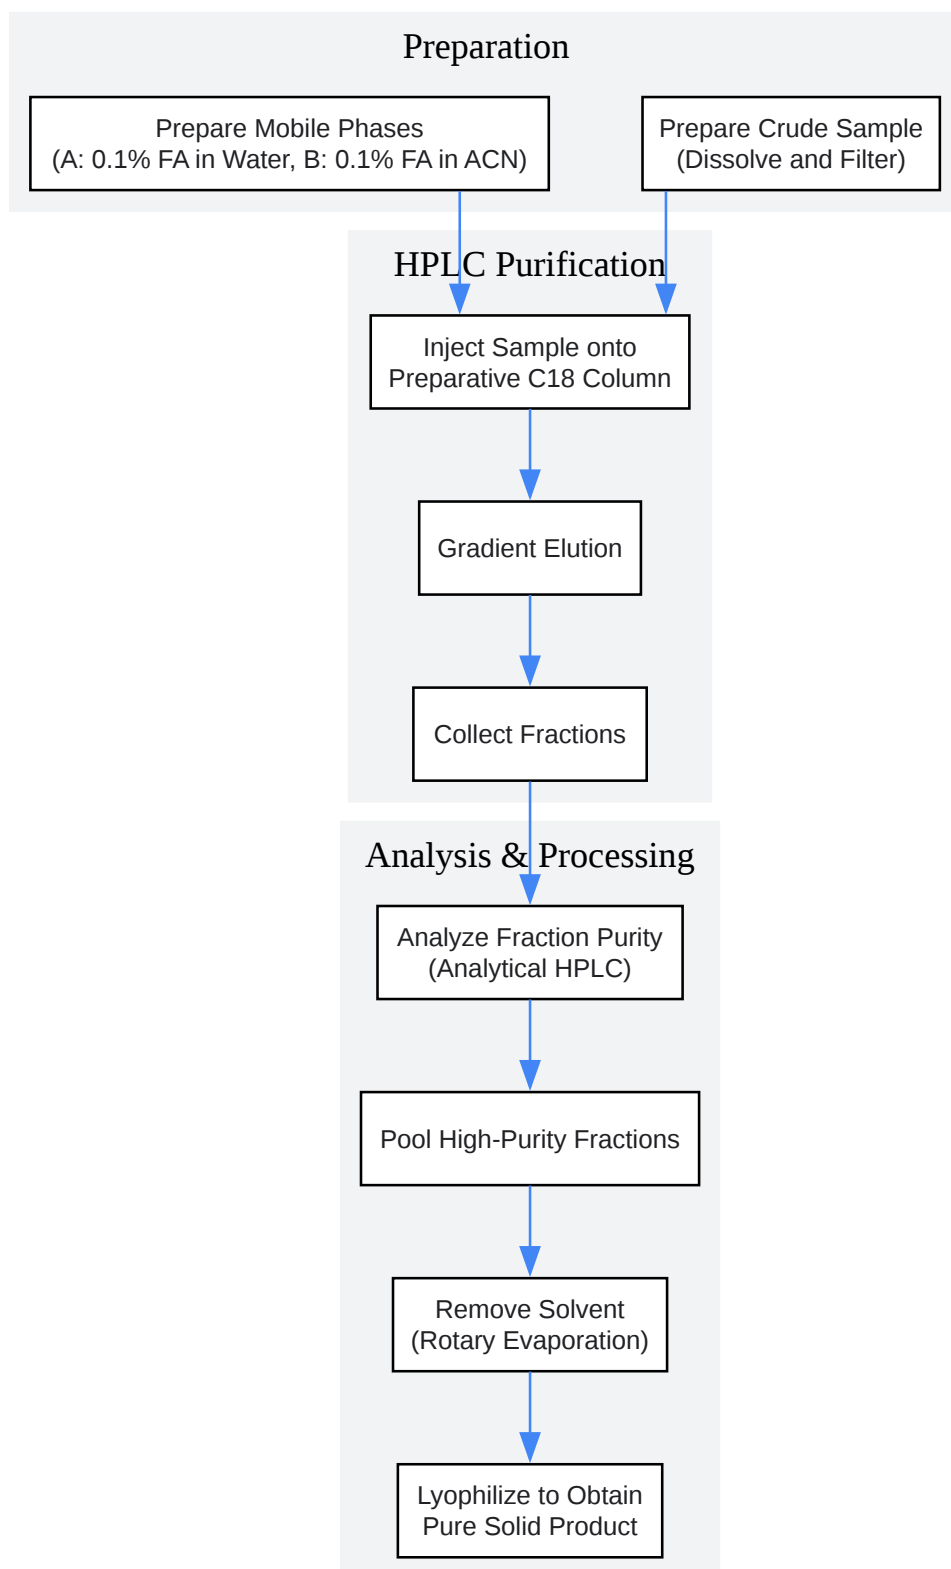 Preparation
Prepare Mobile Phases
(A: 0.1% FA in Water, B: 0.1% FA in ACN)
Prepare Crude Sample
(Dissolve and Filter)
HPLC Purification
Inject Sample onto
Preparative C18 Column
Gradient Elution
Collect Fractions
Analysis & Processing
Analyze Fraction Purity
(Analytical HPLC)
Pool High-Purity Fractions
Remove Solvent
(Rotary Evaporation)
Lyophilize to Obtain
Pure Solid Product